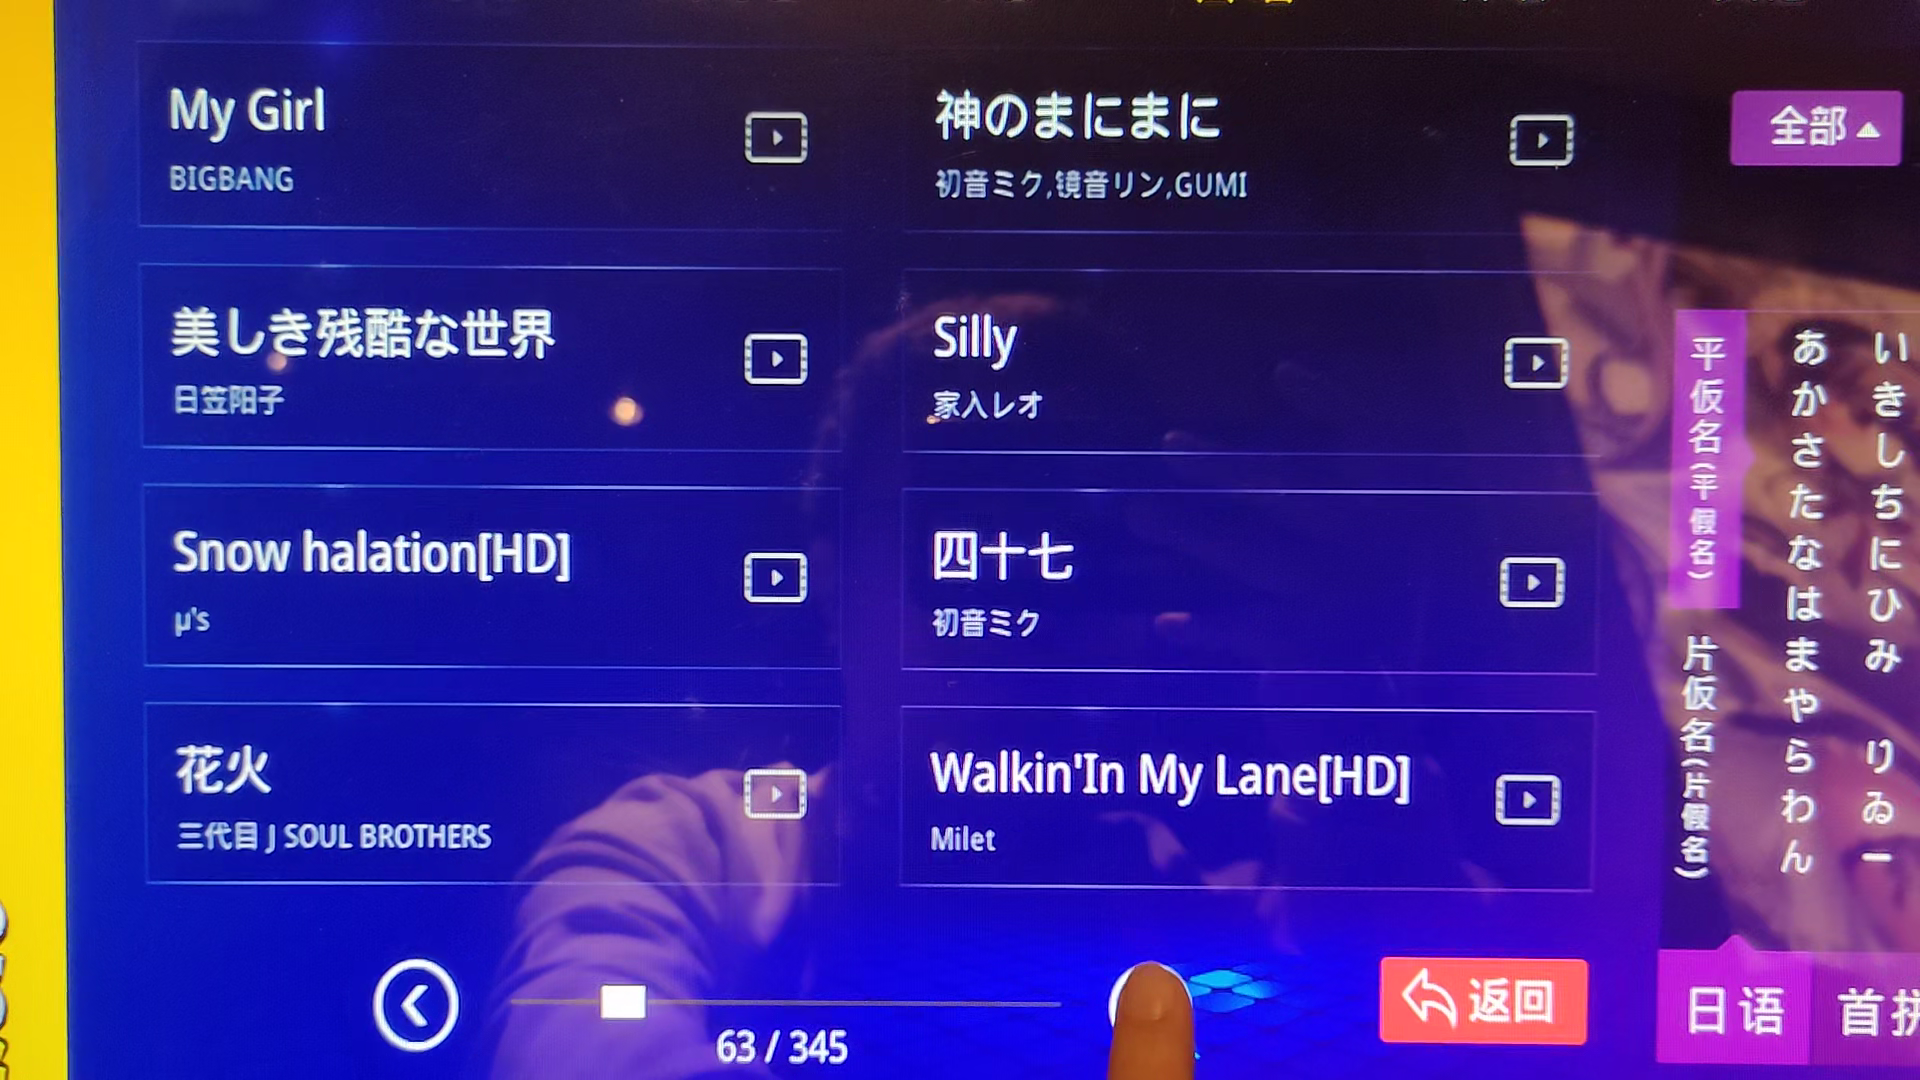 My Girl
BIGBANG
神のまにまに
初音ミク,镜音リン,GUMI
美しき残酷な世界
日笠阳子
Silly
家入レオ
Snow halation[HD]
μ's
四十七
初音ミク
花火
三代目 J SOUL BROTHERS
Walkin'In My Lane[HD]
Milet
63 / 345
返回
全部
平仮名(平假名)
片仮名(片假名)
あかさたなはまやらわん
いきしちにひみ りゐー
日语
首拼